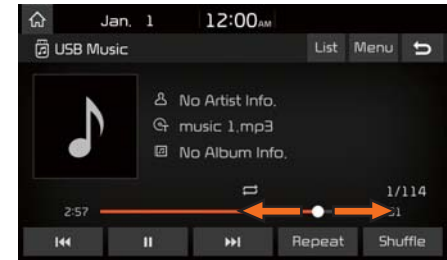 Jan. 1 12:00AM
USB Music List Menu
No Artist Info.
music 1.mp3
No Album Info.
1/114
2:57
Repeat Shuffle